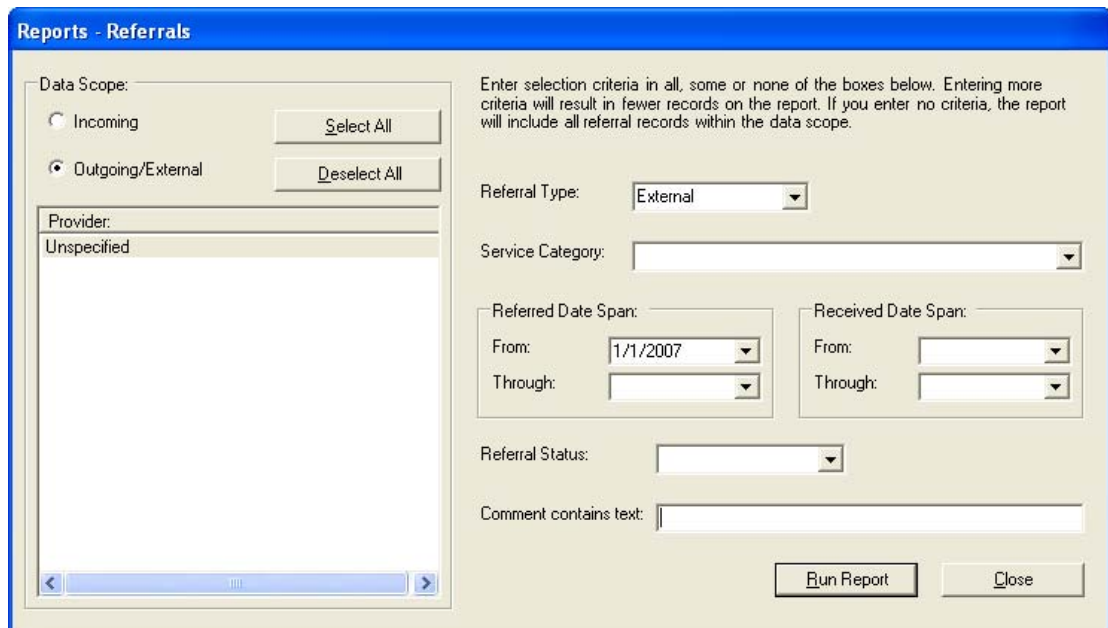 Reports - Referrals
Data Scope:
Incoming
Select All
Outgoing/External
Deselect All
Provider:
Unspecified
Enter selection criteria in all, some or none of the boxes below. Entering more
criteria will result in fewer records on the report. If you enter no criteria, the report
will include all referral records within the data scope.
Referral Type: External
Service Category:
Referred Date Span:
From: 1/1/2007
Through:
Received Date Span:
From:
Through:
Referral Status:
Comment contains text:
Run Report
Close